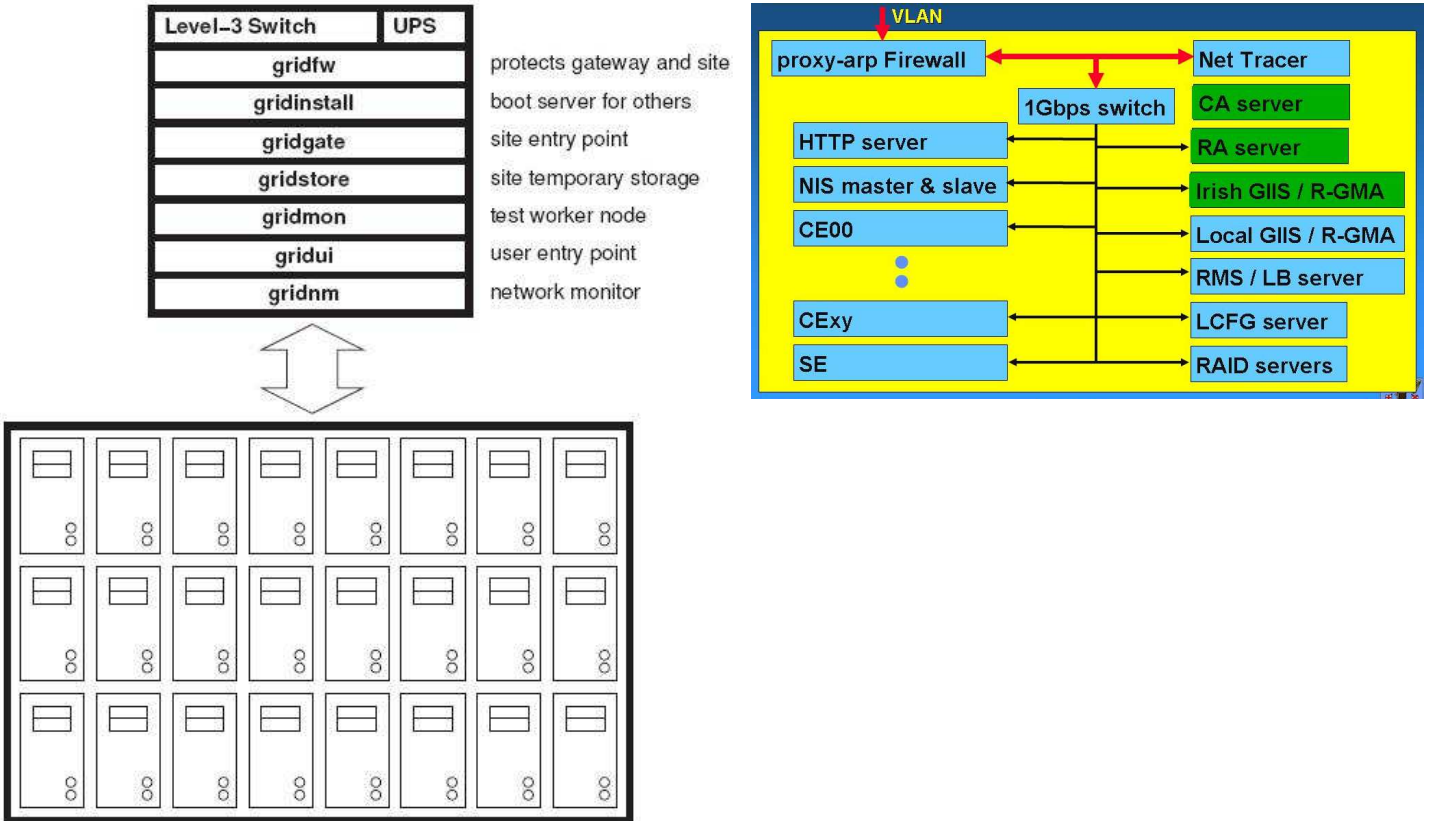 Level-3 Switch UPS
gridfw protects gateway and site
gridinstall boot server for others
gridgate site entry point
gridstore site temporary storage
gridmon test worker node
gridui user entry point
gridnm network monitor
VLAN
proxy-arp Firewall
Net Tracer
1Gbps switch
CA server
HTTP server
RA server
NIS master & slave
Irish GIIS / R-GMA
CE00
Local GIIS / R-GMA
RMS / LB server
CExy
LCFG server
SE
RAID servers